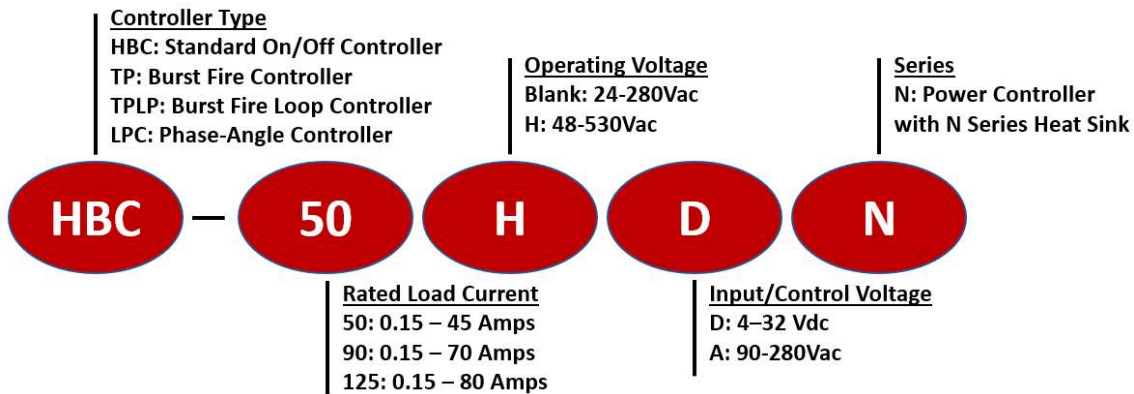 Controller Type
HBC: Standard On/Off Controller
TP: Burst Fire Controller
TPLP: Burst Fire Loop Controller
LPC: Phase-Angle Controller
Operating Voltage
Blank: 24-280Vac
H: 48-530Vac
Series
N: Power Controller
with N Series Heat Sink
HBC — 50 H D N
Rated Load Current
50: 0.15 – 45 Amps
90: 0.15 – 70 Amps
125: 0.15 – 80 Amps
Input/Control Voltage
D: 4–32 Vdc
A: 90-280Vac